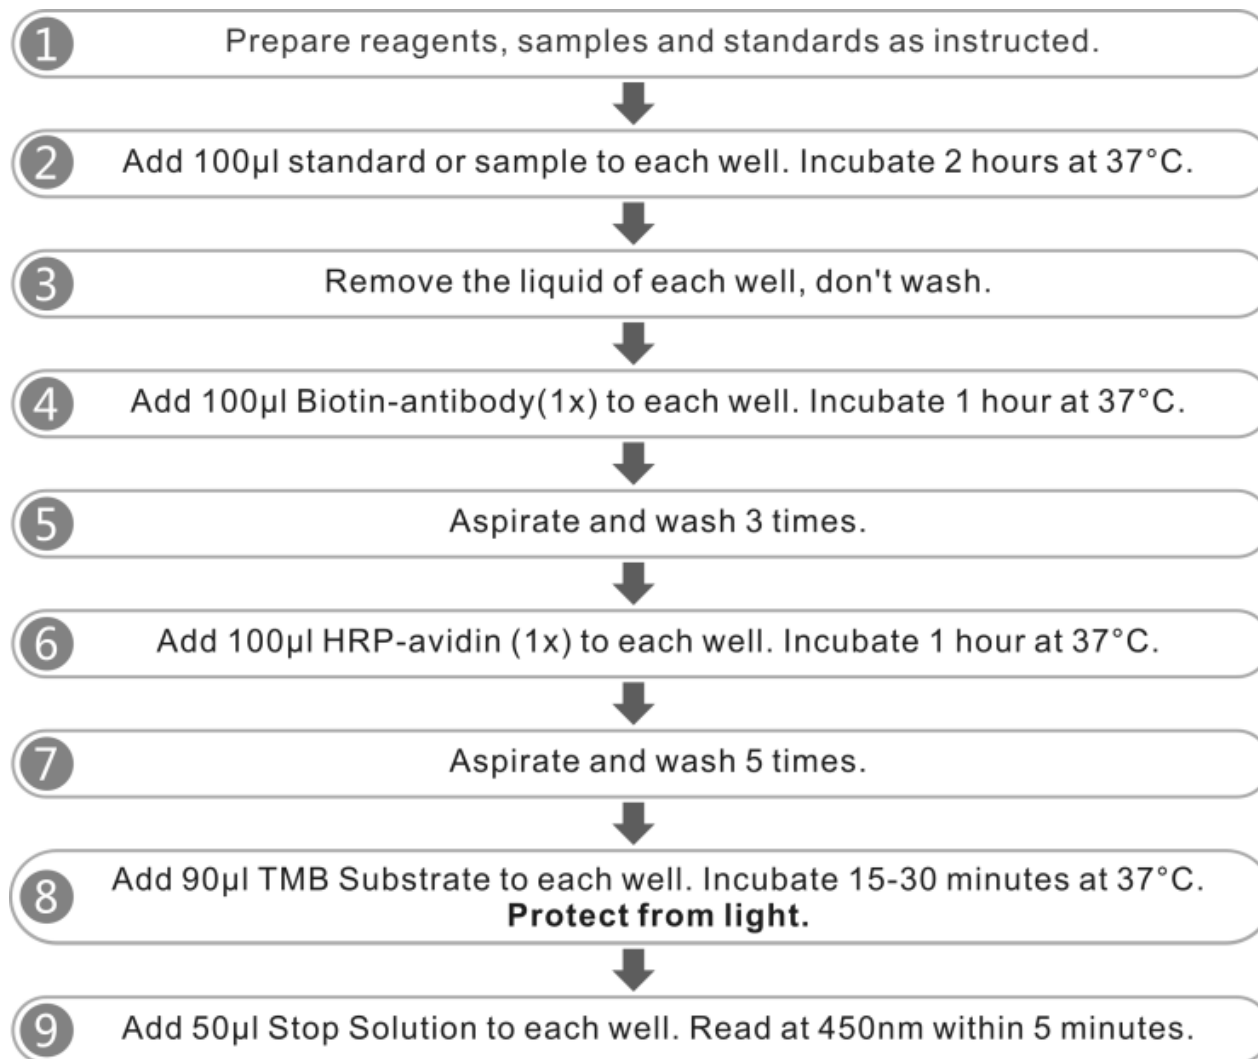 1 Prepare reagents, samples and standards as instructed.
2 Add 100µl standard or sample to each well. Incubate 2 hours at 37°C.
3 Remove the liquid of each well, don't wash.
4 Add 100µl Biotin-antibody(1x) to each well. Incubate 1 hour at 37°C.
5 Aspirate and wash 3 times.
6 Add 100µl HRP-avidin (1x) to each well. Incubate 1 hour at 37°C.
7 Aspirate and wash 5 times.
8 Add 90µl TMB Substrate to each well. Incubate 15-30 minutes at 37°C.
Protect from light.
9 Add 50µl Stop Solution to each well. Read at 450nm within 5 minutes.